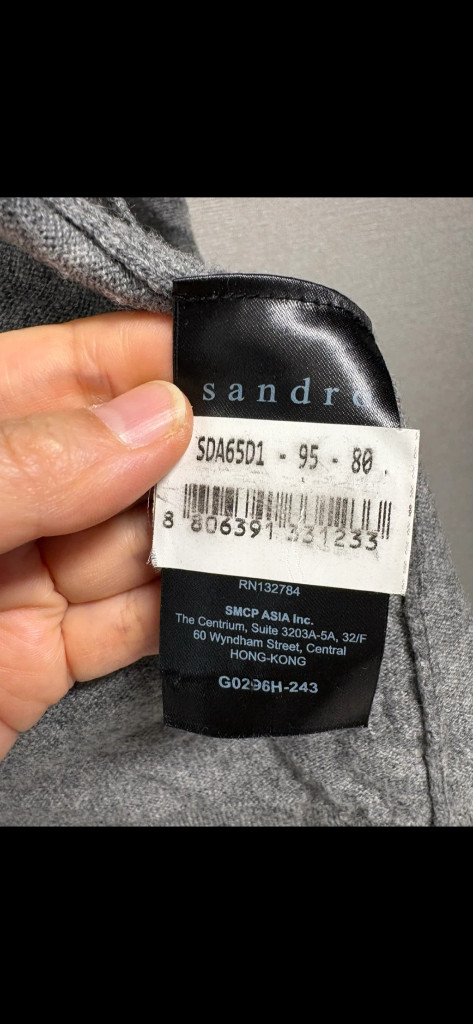 sandro
SDA65D1 - 95 - 80
8 806391 331233
RN132784
SMCP ASIA Inc.
The Centrium, Suite 3203A-5A, 32/F
60 Wyndham Street, Central
HONG-KONG
G0296H-243